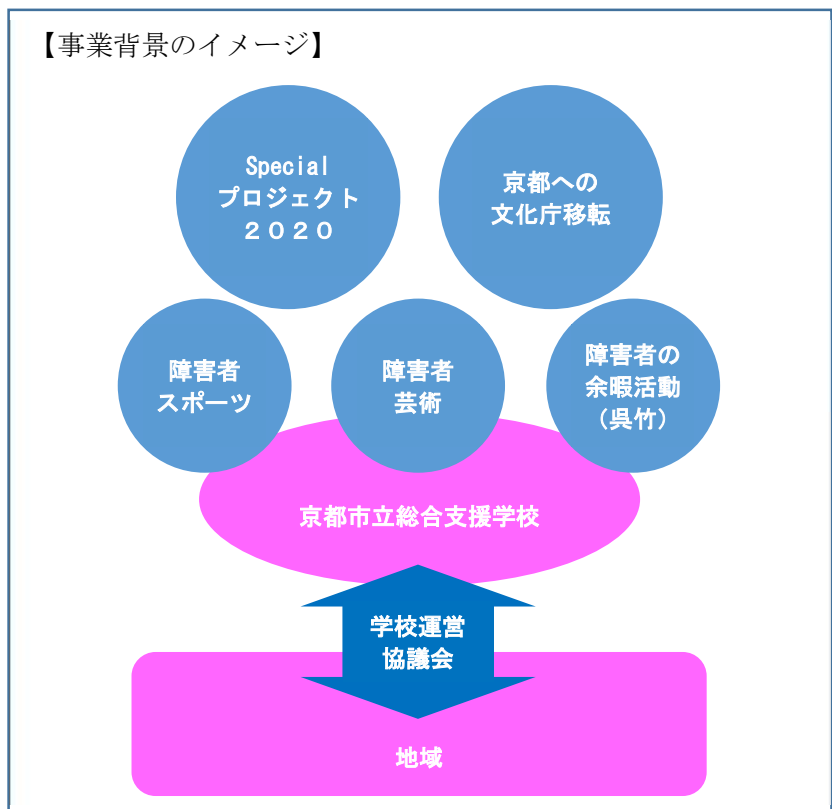 【事業背景のイメージ】
Special
プロジェクト
２０２０
京都への
文化庁移転
障害者
スポーツ
障害者
芸術
障害者の
余暇活動
（呉竹）
京都市立総合支援学校
学校運営
協議会
地域